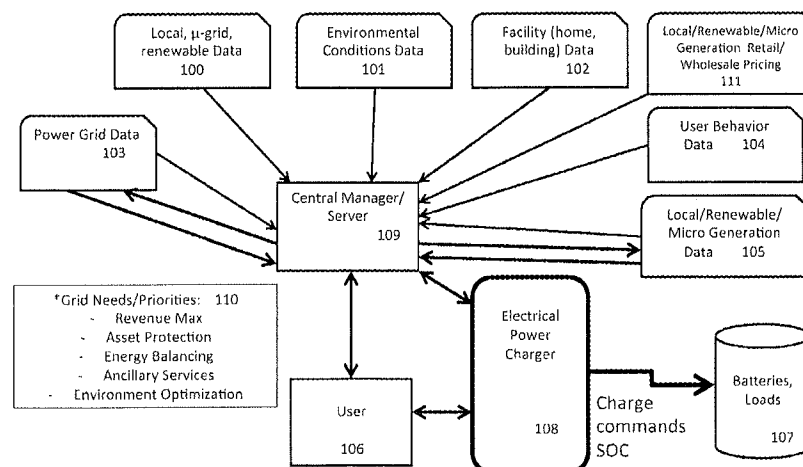 Local, µ-grid,
renewable Data
100
Environmental
Conditions Data
101
Facility (home,
building) Data
102
Local/Renewable/Micro
Generation Retail/
Wholesale Pricing
111
Power Grid Data
103
User Behavior
Data 104
Central Manager/
Server
109
Local/Renewable/
Micro Generation
Data 105
*Grid Needs/Priorities: 110
- Revenue Max
- Asset Protection
- Energy Balancing
- Ancillary Services
- Environment Optimization
Electrical
Power
Charger
108
User
106
Charge
commands
SOC
Batteries,
Loads
107